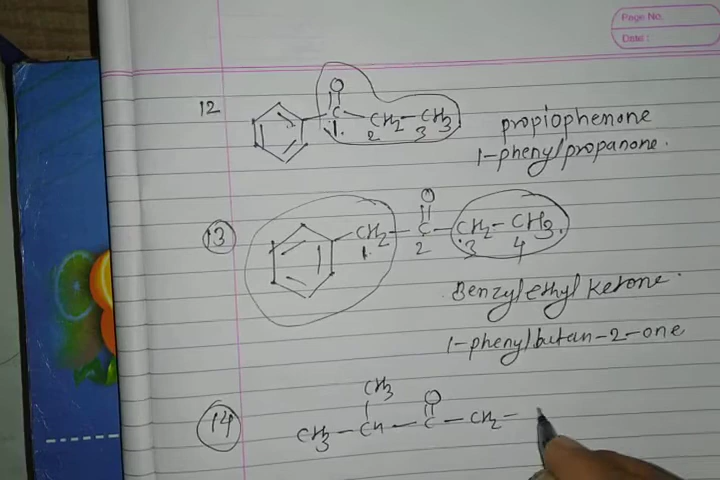 Page No.
Date :
12
O
C - CH2 - CH3
1. 2 3
propiophenone
1-phenylpropanone.
13
O
CH2 - C - CH2 - CH3.
1. 2 3 4
Benzylethyl ketone.
1-phenylbutan-2-one
14
CH3 O
CH3 - CH - C - CH2 -